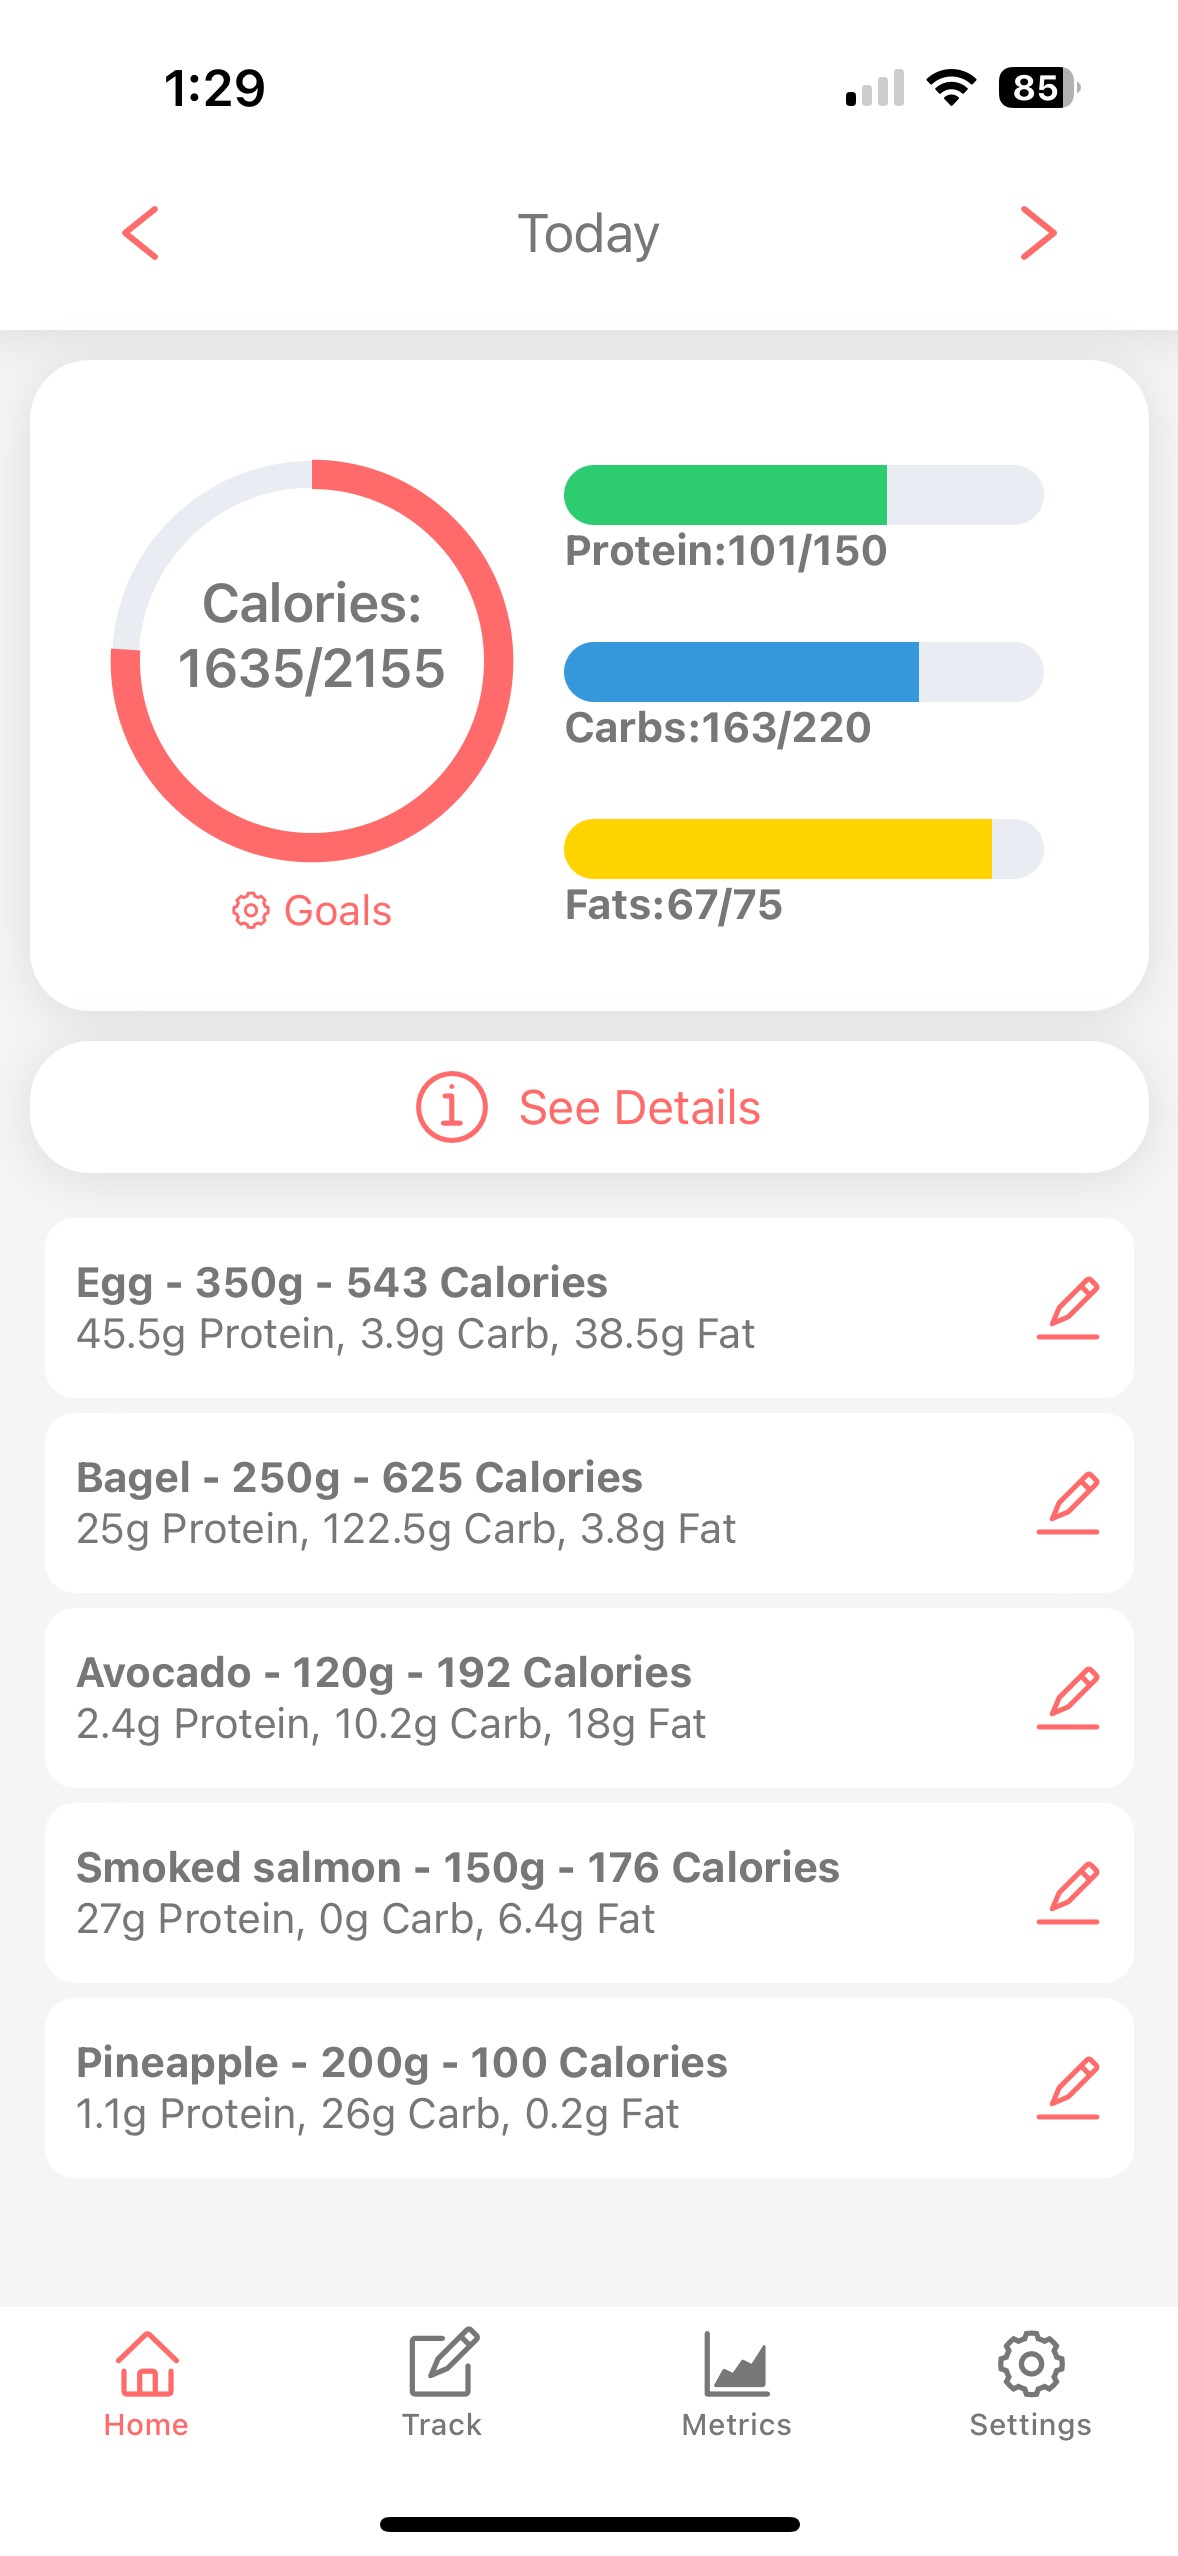 1:29
85
Today
Calories:
1635/2155
Goals
Protein:101/150
Carbs:163/220
Fats:67/75
See Details
Egg - 350g - 543 Calories
45.5g Protein, 3.9g Carb, 38.5g Fat
Bagel - 250g - 625 Calories
25g Protein, 122.5g Carb, 3.8g Fat
Avocado - 120g - 192 Calories
2.4g Protein, 10.2g Carb, 18g Fat
Smoked salmon - 150g - 176 Calories
27g Protein, 0g Carb, 6.4g Fat
Pineapple - 200g - 100 Calories
1.1g Protein, 26g Carb, 0.2g Fat
Home Track Metrics Settings